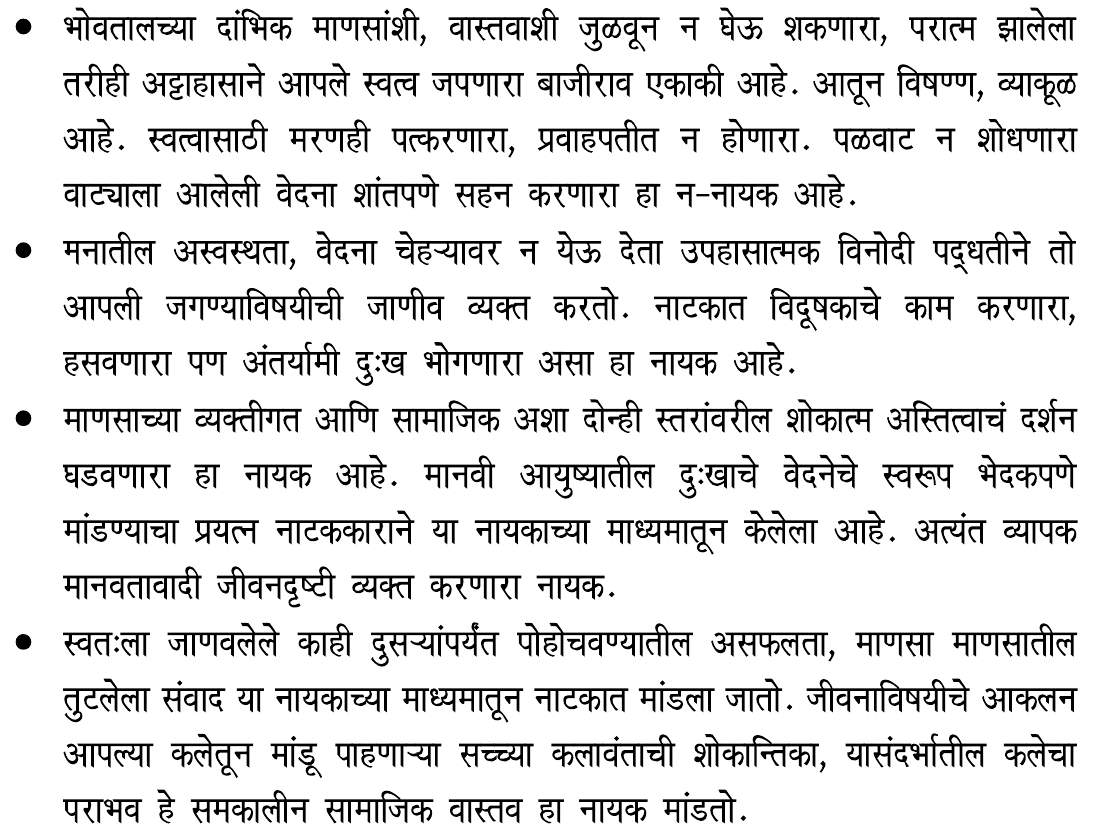 • भोवतालच्या दांभिक माणसांशी, वास्तवाशी जुळवून न घेऊ शकणारा, परात्म झालेला
तरीही अट्टाहासाने आपले स्वत्व जपणारा बाजीराव एकाकी आहे. आतून विषण्ण, व्याकूळ
आहे. स्वत्वासाठी मरणही पत्करणारा, प्रवाहपतीत न होणारा. पळवाट न शोधणारा
वाट्याला आलेली वेदना शांतपणे सहन करणारा हा न-नायक आहे.
• मनातील अस्वस्थता, वेदना चेहऱ्यावर न येऊ देता उपहासात्मक विनोदी पद्धतीने तो
आपली जगण्याविषयीची जाणीव व्यक्त करतो. नाटकात विदूषकाचे काम करणारा,
हसवणारा पण अंतर्यामी दुःख भोगणारा असा हा नायक आहे.
• माणसाच्या व्यक्तीगत आणि सामाजिक अशा दोन्ही स्तरांवरील शोकात्म अस्तित्वाचं दर्शन
घडवणारा हा नायक आहे. मानवी आयुष्यातील दुःखाचे वेदनेचे स्वरूप भेदकपणे
मांडण्याचा प्रयत्न नाटककाराने या नायकाच्या माध्यमातून केलेला आहे. अत्यंत व्यापक
मानवतावादी जीवनदृष्टी व्यक्त करणारा नायक.
• स्वतःला जाणवलेले काही दुसऱ्यांपर्यंत पोहोचवण्यातील असफलता, माणसा माणसातील
तुटलेला संवाद या नायकाच्या माध्यमातून नाटकात मांडला जातो. जीवनाविषयीचे आकलन
आपल्या कलेतून मांडू पाहणाऱ्या सच्च्या कलावंताची शोकान्तिका, यासंदर्भातील कलेचा
पराभव हे समकालीन सामाजिक वास्तव हा नायक मांडतो.